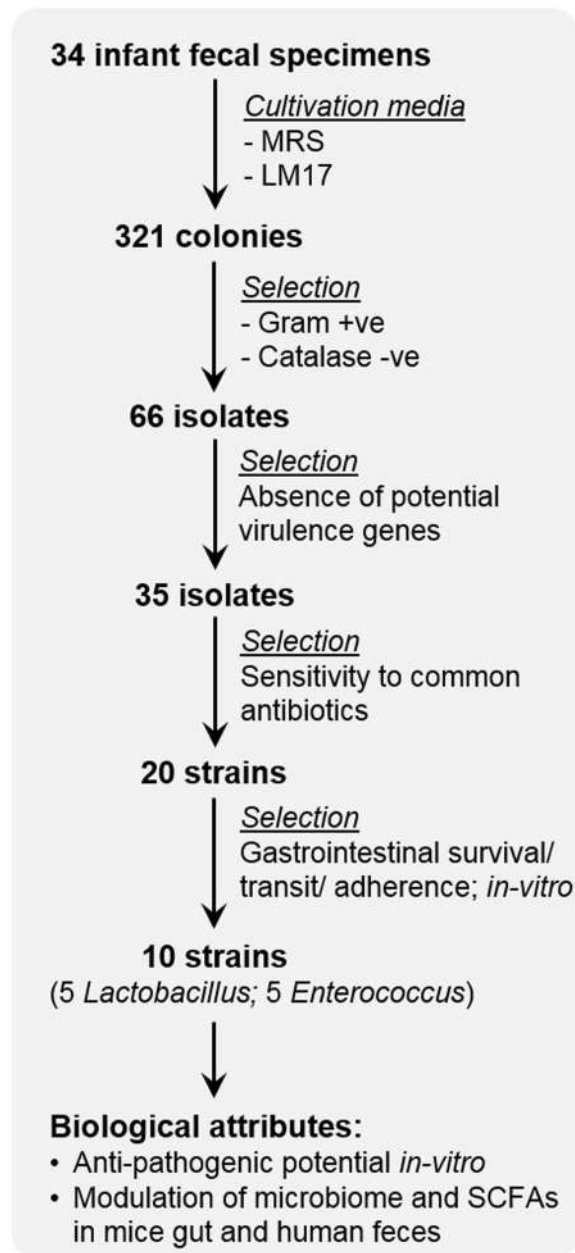 34 infant fecal specimens
Cultivation media
- MRS
- LM17
321 colonies
Selection
- Gram +ve
- Catalase -ve
66 isolates
Selection
Absence of potential
virulence genes
35 isolates
Selection
Sensitivity to common
antibiotics
20 strains
Selection
Gastrointestinal survival/
transit/ adherence; in-vitro
10 strains
(5 Lactobacillus; 5 Enterococcus)
Biological attributes:
• Anti-pathogenic potential in-vitro
• Modulation of microbiome and SCFAs
in mice gut and human feces